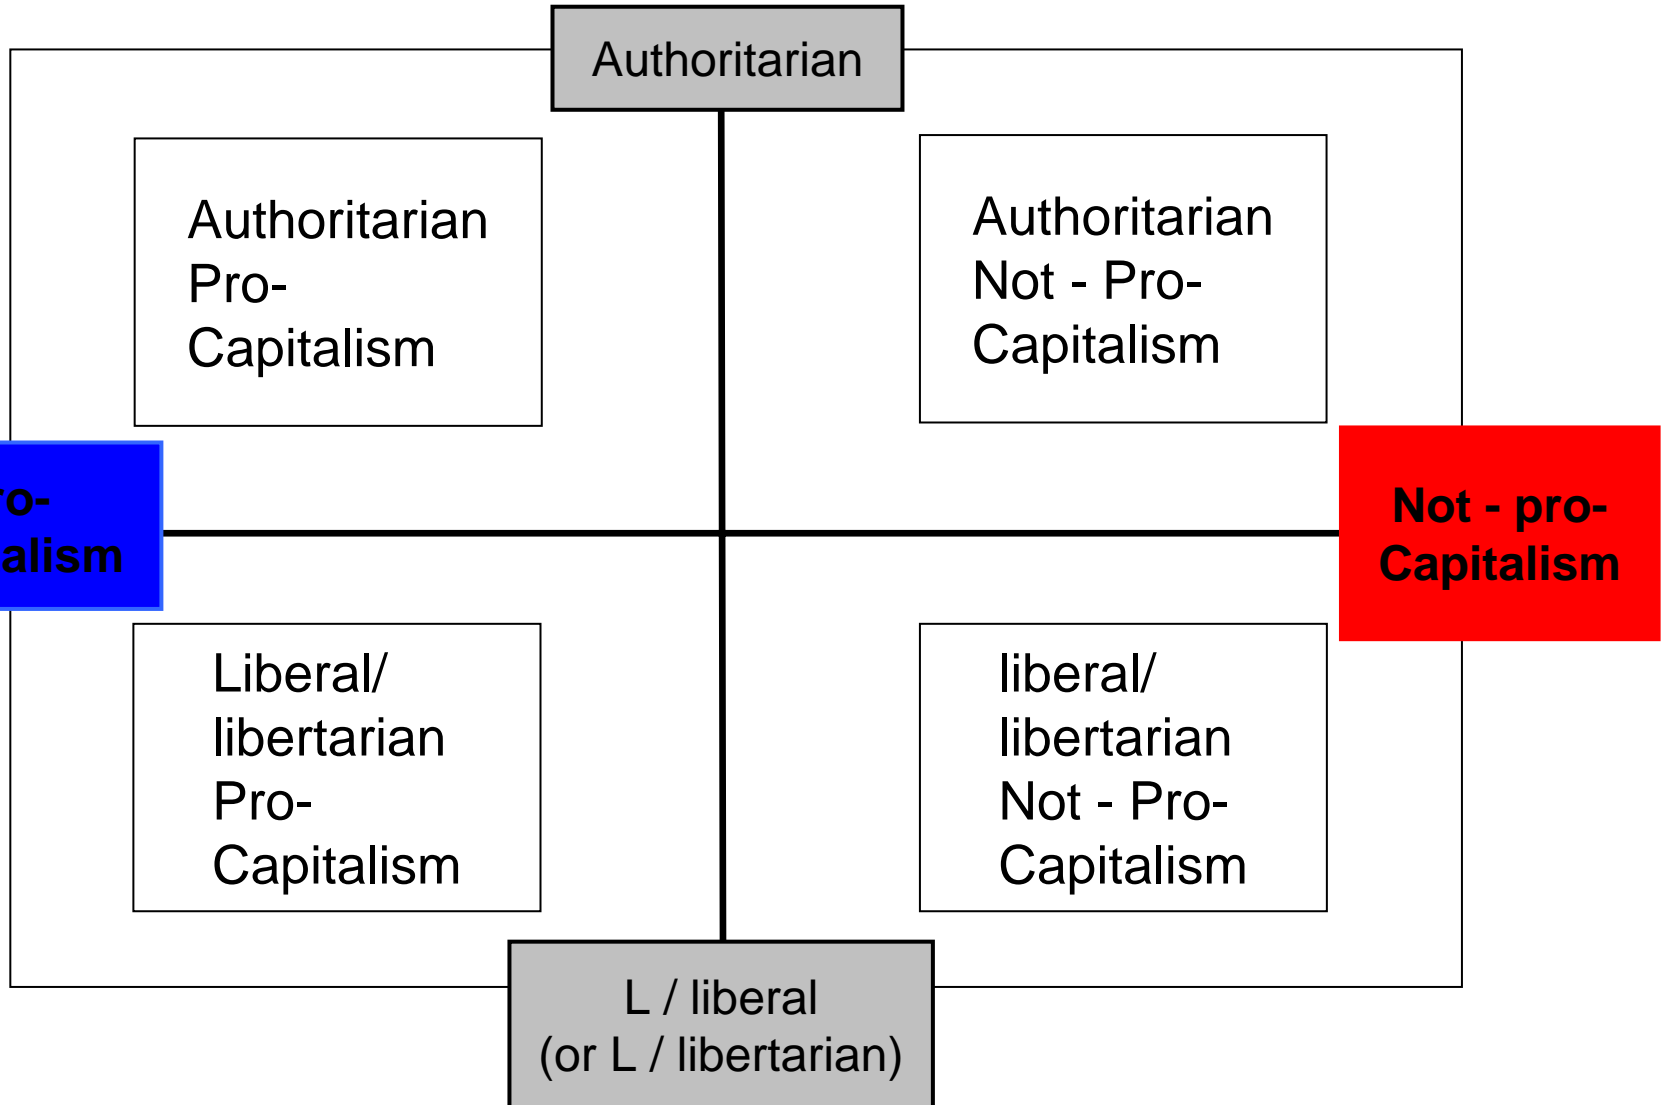 Authoritarian
Authoritarian
Pro-
Capitalism
Authoritarian
Not - Pro-
Capitalism
Not - pro-
Capitalism
Liberal/
libertarian
Pro-
Capitalism
liberal/
libertarian
Not - Pro-
Capitalism
L / liberal
(or L / libertarian)